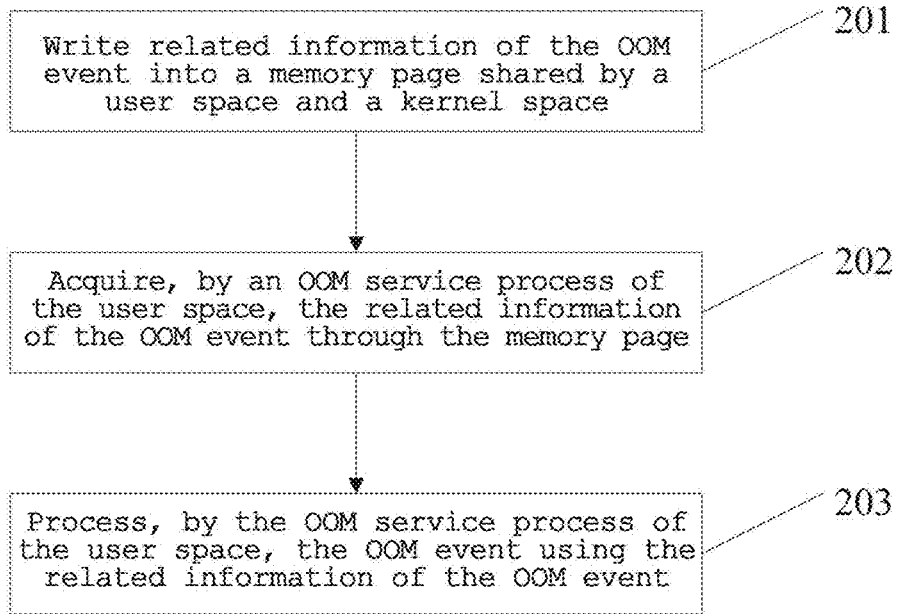 Write related information of the OOM
event into a memory page shared by a
user space and a kernel space
201
Acquire, by an OOM service process of
the user space, the related information
of the OOM event through the memory page
202
Process, by the OOM service process of
the user space, the OOM event using the
related information of the OOM event
203